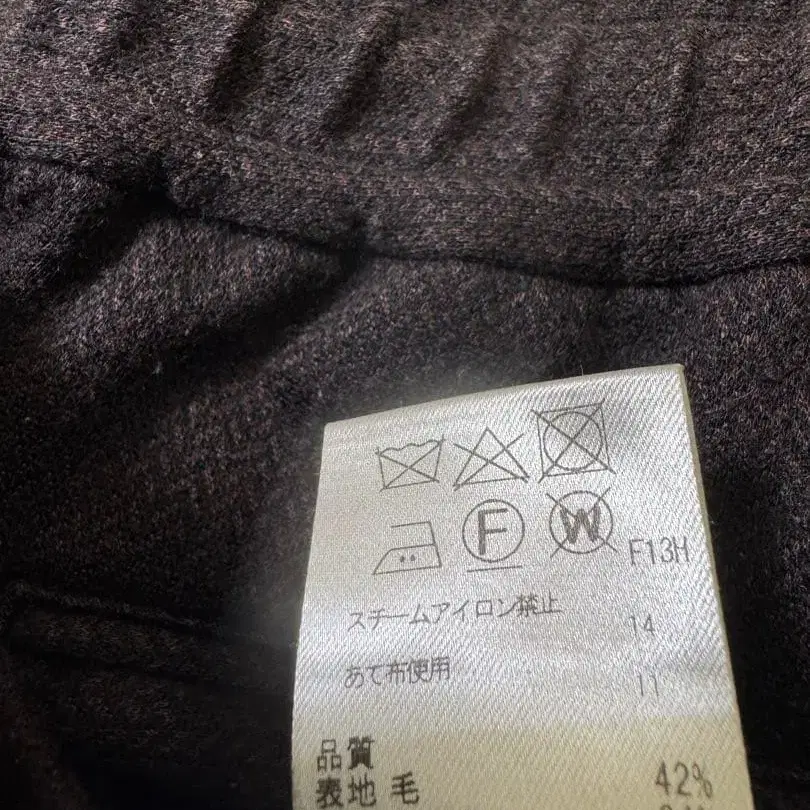 F W F13H
スチームアイロン禁止 14
あて布使用 11
品質
表地 毛 42%